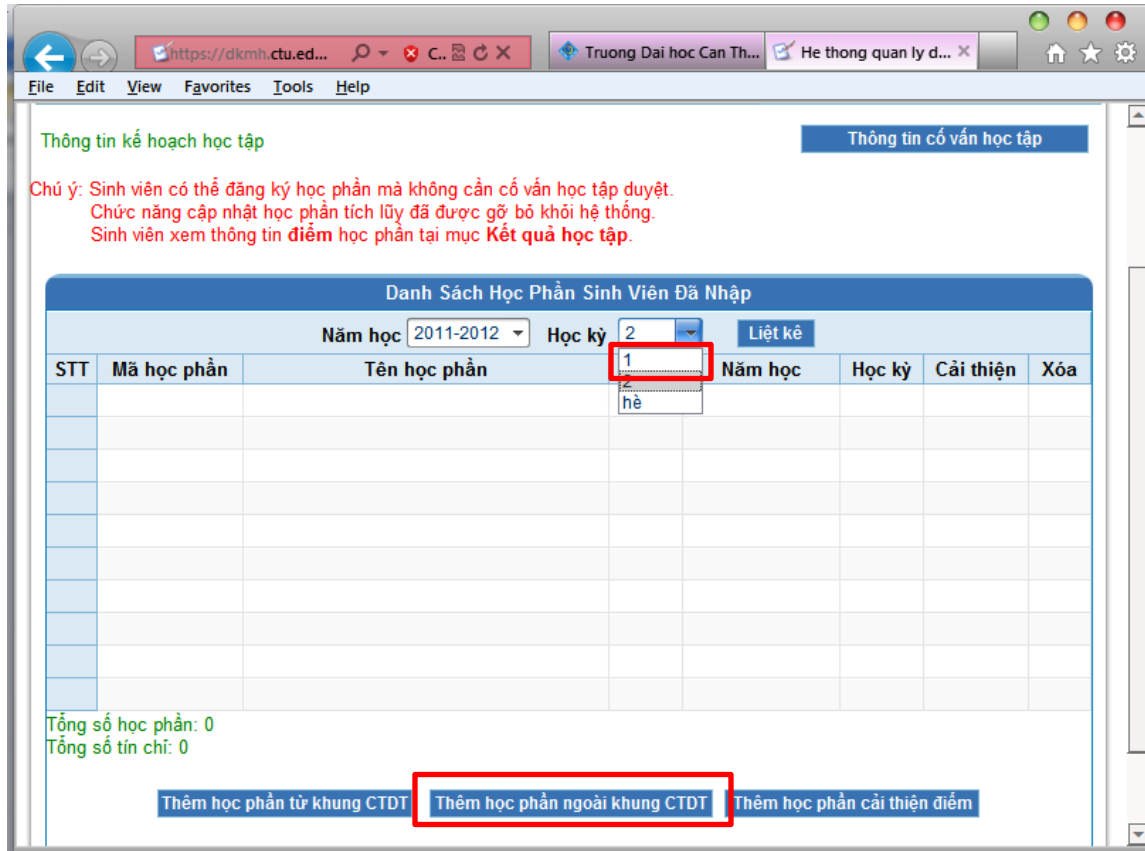 https://dkmh.ctu.ed...
C..
Truong Dai hoc Can Th...
He thong quan ly d...
File Edit View Favorites Tools Help
Thông tin kế hoạch học tập
Thông tin cố vấn học tập
Chú ý: Sinh viên có thể đăng ký học phần mà không cần cố vấn học tập duyệt.
Chức năng cập nhật học phần tích lũy đã được gỡ bỏ khỏi hệ thống.
Sinh viên xem thông tin điểm học phần tại mục Kết quả học tập.
Danh Sách Học Phần Sinh Viên Đã Nhập
Năm học 2011-2012 Học kỳ 2 Liệt kê
1
2
hè
STT Mã học phần Tên học phần Năm học Học kỳ Cải thiện Xóa
Tổng số học phần: 0
Tổng số tín chỉ: 0
Thêm học phần từ khung CTDT Thêm học phần ngoài khung CTDT Thêm học phần cải thiện điểm